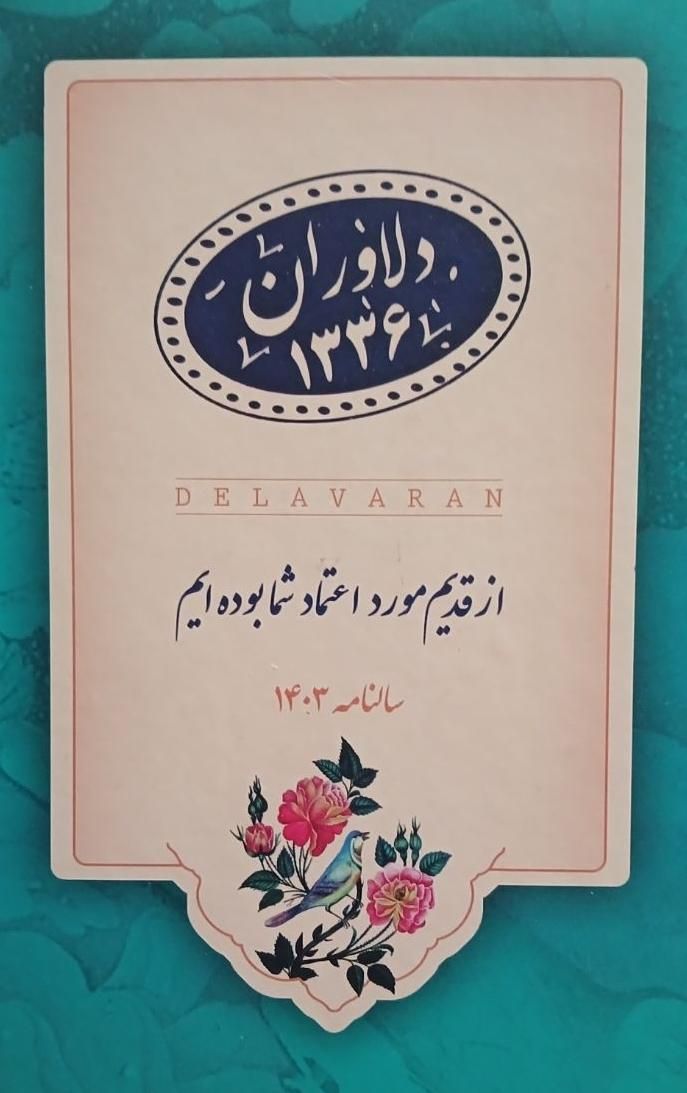 دلاوران
۱۳۳۶
DELAVARAN
از قدیم مورد اعتماد شما بوده ایم
سالنامه ۱۴۰۳